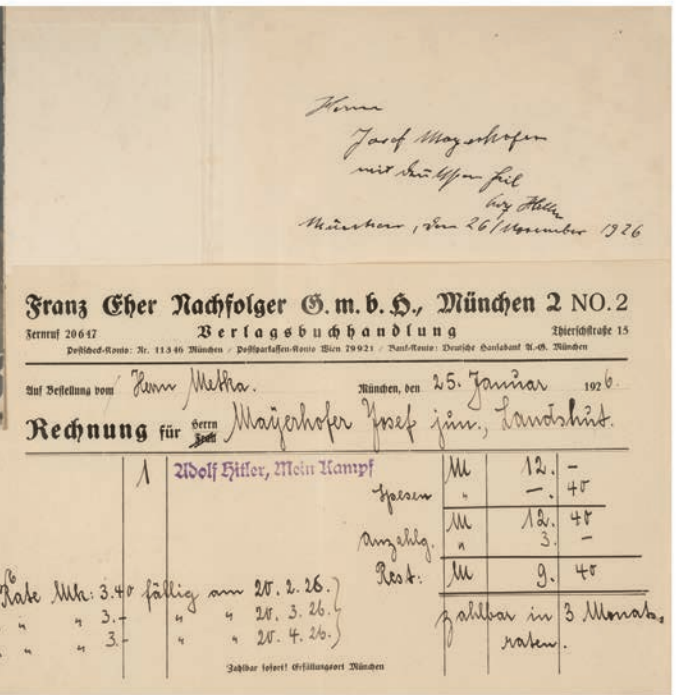 Herrn
Josef Mayerhofer
mit deutschem Heil
München, den 26/November 1926
Franz Eher Nachfolger G. m. b. H., München 2 NO. 2
Fernruf 20647 Verlagsbuchhandlung Thierschstraße 15
Postscheck-Konto: Nr. 11346 München / Postsparkassen-Konto Wien 79921 / Bank-Konto: Deutsche Hansabank A.-G. München
Auf Bestellung vom Herrn Metka. München, den 25. Januar 1926.
Rechnung für Herrn Frau Mayerhofer Josef jun., Landshut.
1 Adolf Hitler, Mein Kampf M 12. -
Spesen " -. 40
M 12. 40
Anzahlg. " 3. -
Rest: M 9. 40
Rate Mk: 3.40 fällig am 20. 2. 26.
" " 3.- " " 20. 3. 26.
" " 3.- " " 20. 4. 26.
zahlbar in 3 Monats-
raten.
Zahlbar sofort! Erfüllungsort München